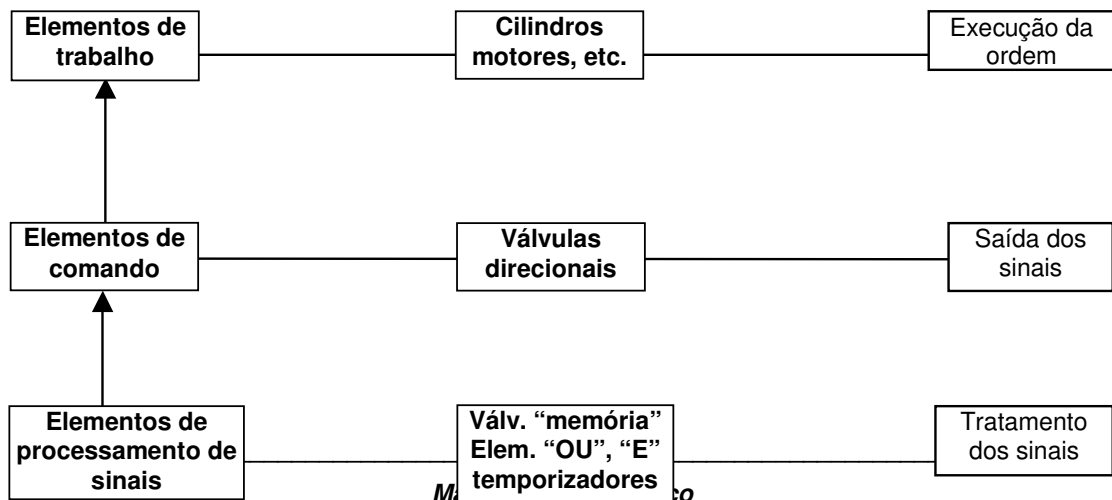 Elementos de
trabalho
Cilindros
motores, etc.
Execução da
ordem
Elementos de
comando
Válvulas
direcionais
Saída dos
sinais
Elementos de
processamento de
sinais
Válv. “memória”
Elem. “OU”, “E”
temporizadores
Tratamento
dos sinais